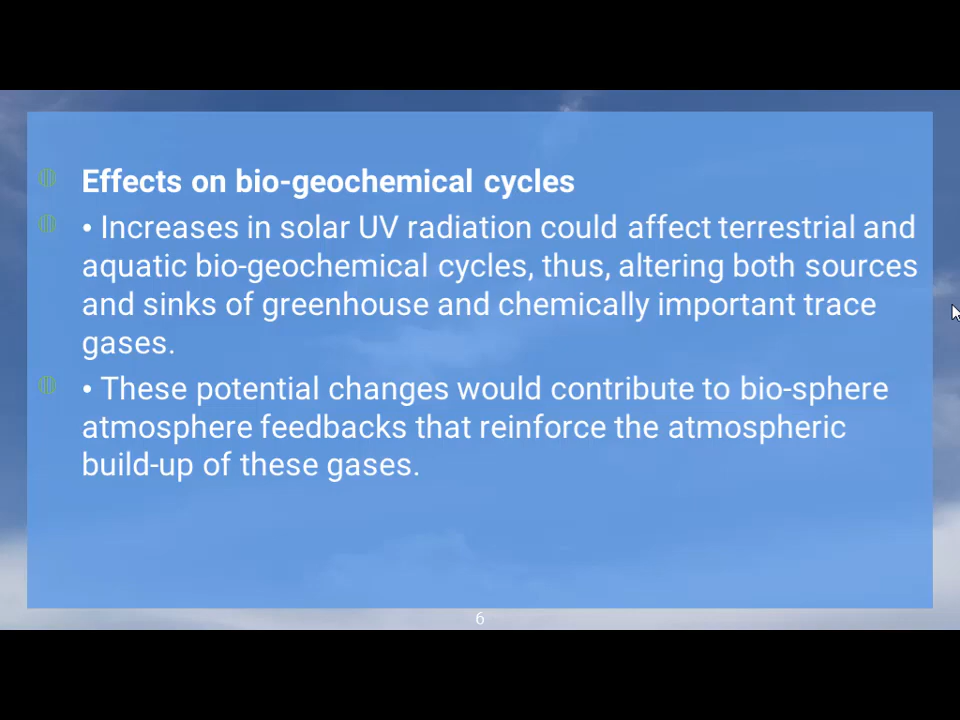 Effects on bio-geochemical cycles
• Increases in solar UV radiation could affect terrestrial and
aquatic bio-geochemical cycles, thus, altering both sources
and sinks of greenhouse and chemically important trace
gases.
• These potential changes would contribute to bio-sphere
atmosphere feedbacks that reinforce the atmospheric
build-up of these gases.
6